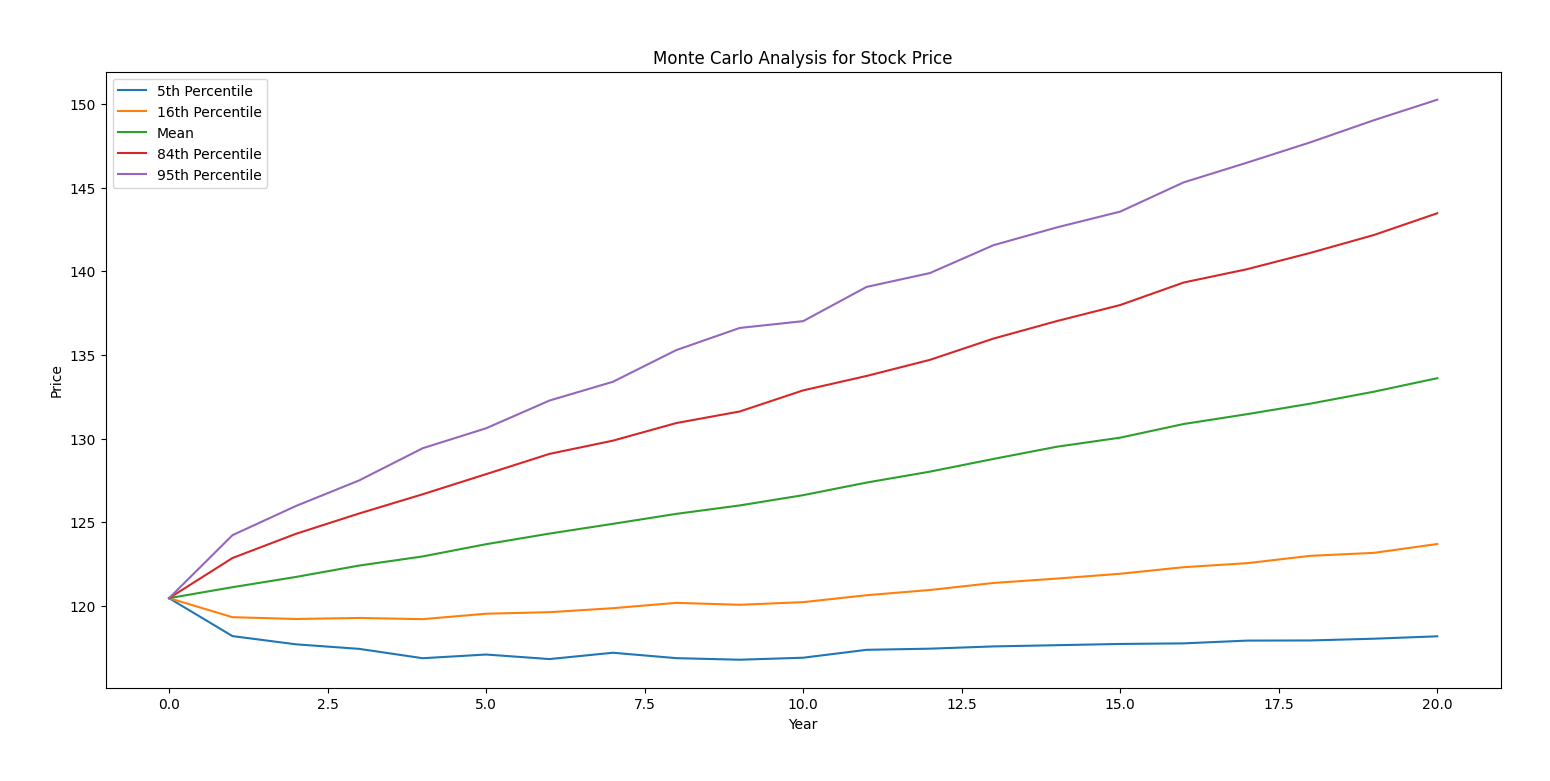 Monte Carlo Analysis for Stock Price
5th Percentile
16th Percentile
Mean
84th Percentile
95th Percentile
150
145
140
135
130
125
120
Price
0.0 2.5 5.0 7.5 10.0 12.5 15.0 17.5 20.0
Year